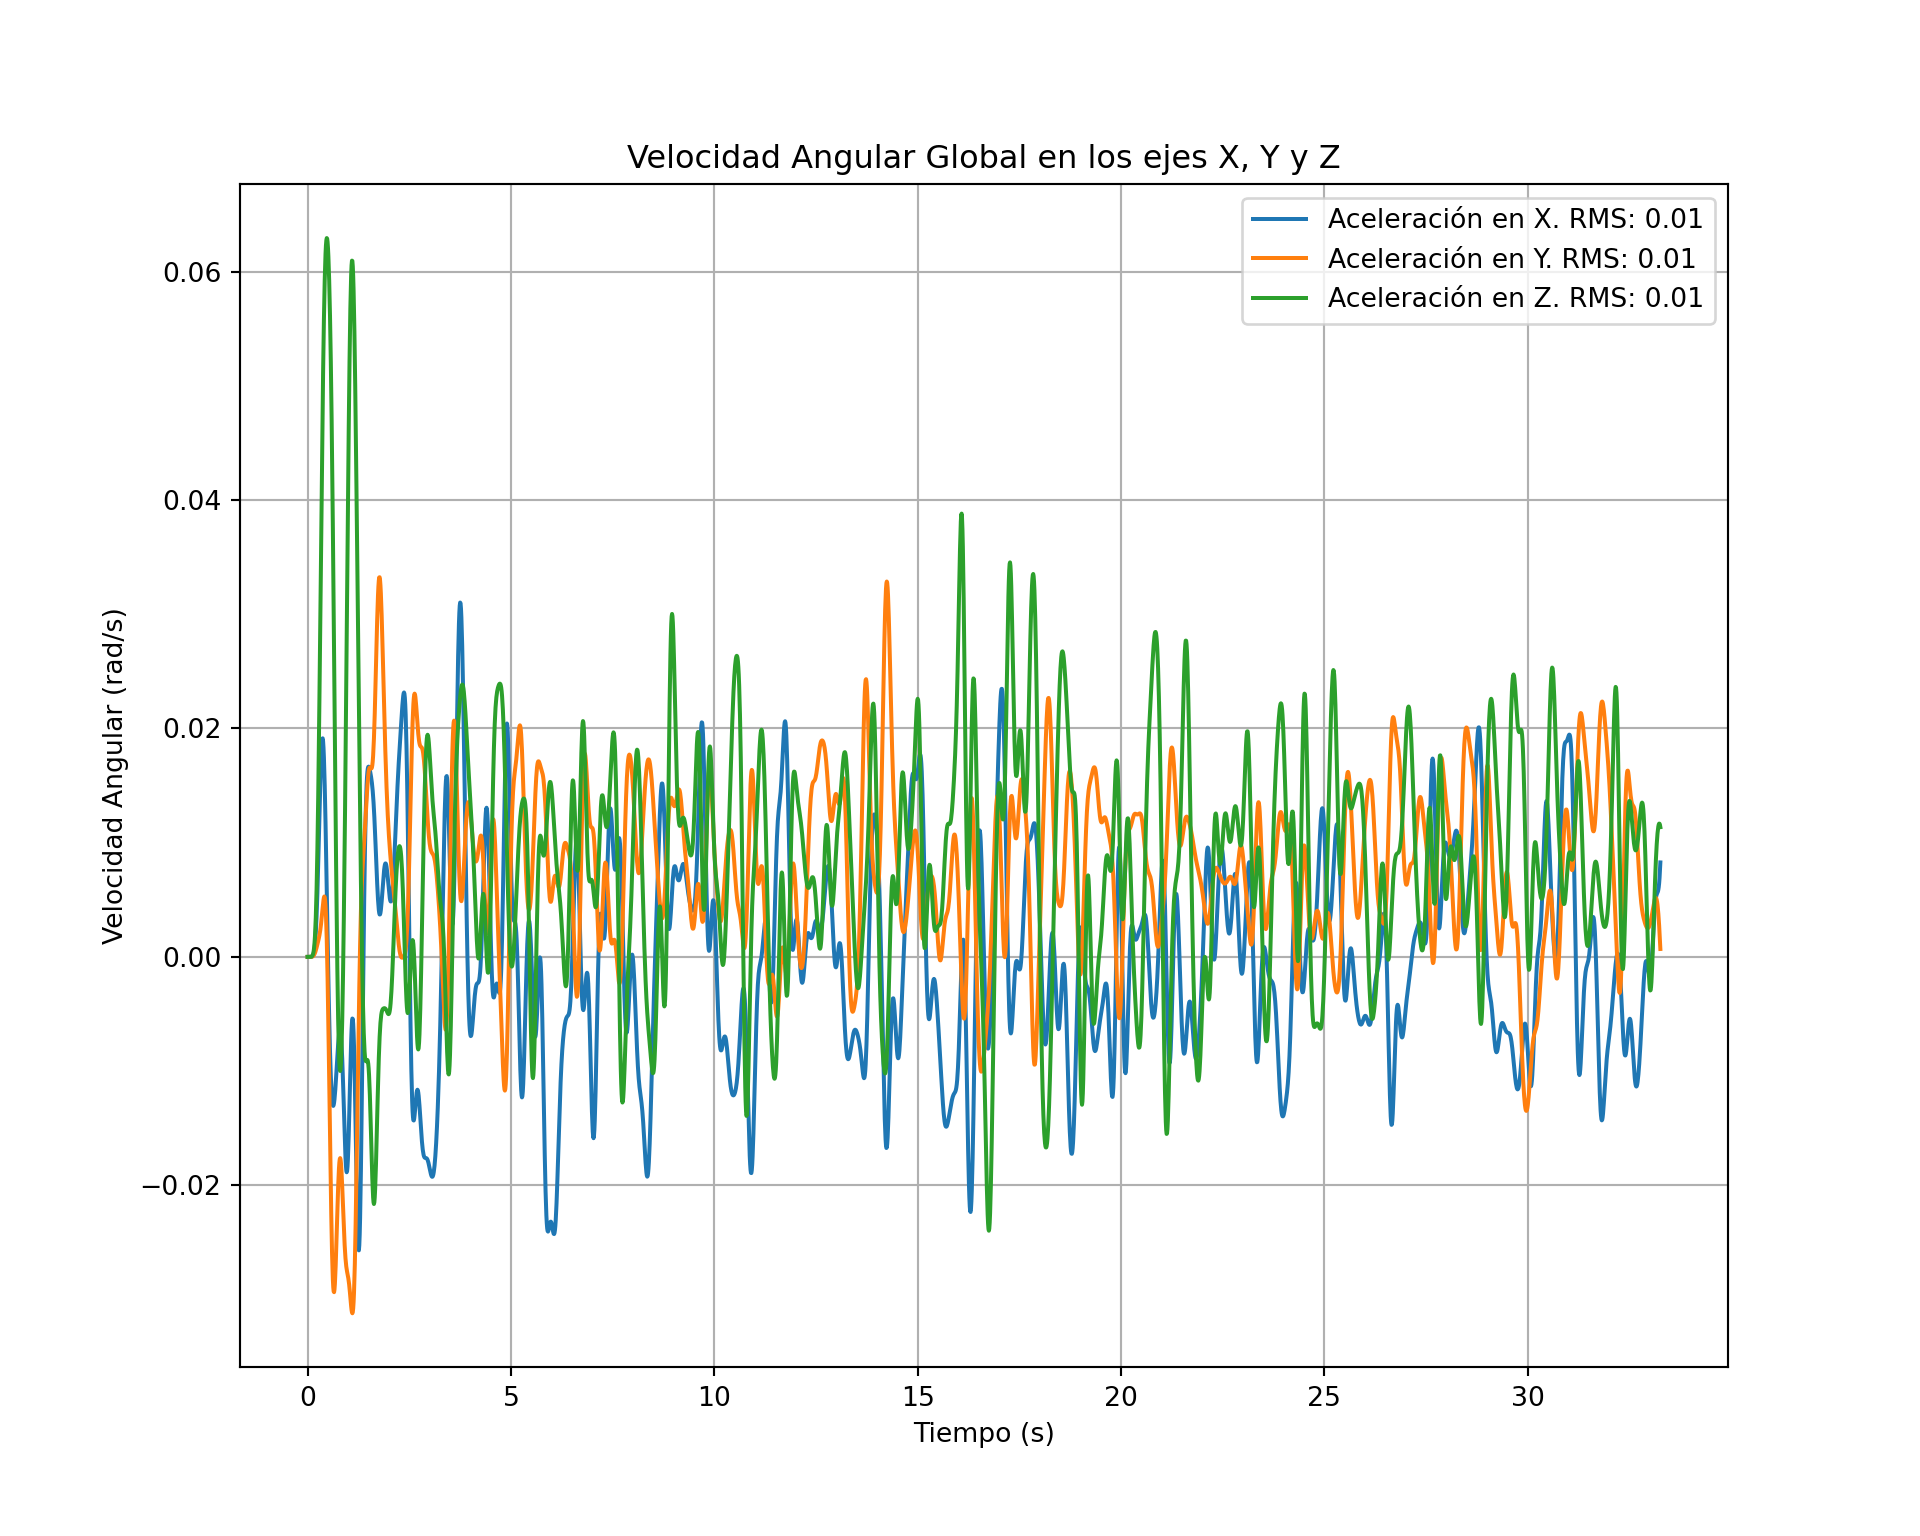 Velocidad Angular Global en los ejes X, Y y Z
Aceleración en X. RMS: 0.01
Aceleración en Y. RMS: 0.01
Aceleración en Z. RMS: 0.01
Velocidad Angular (rad/s)
0.06
0.04
0.02
0.00
−0.02
0 5 10 15 20 25 30
Tiempo (s)